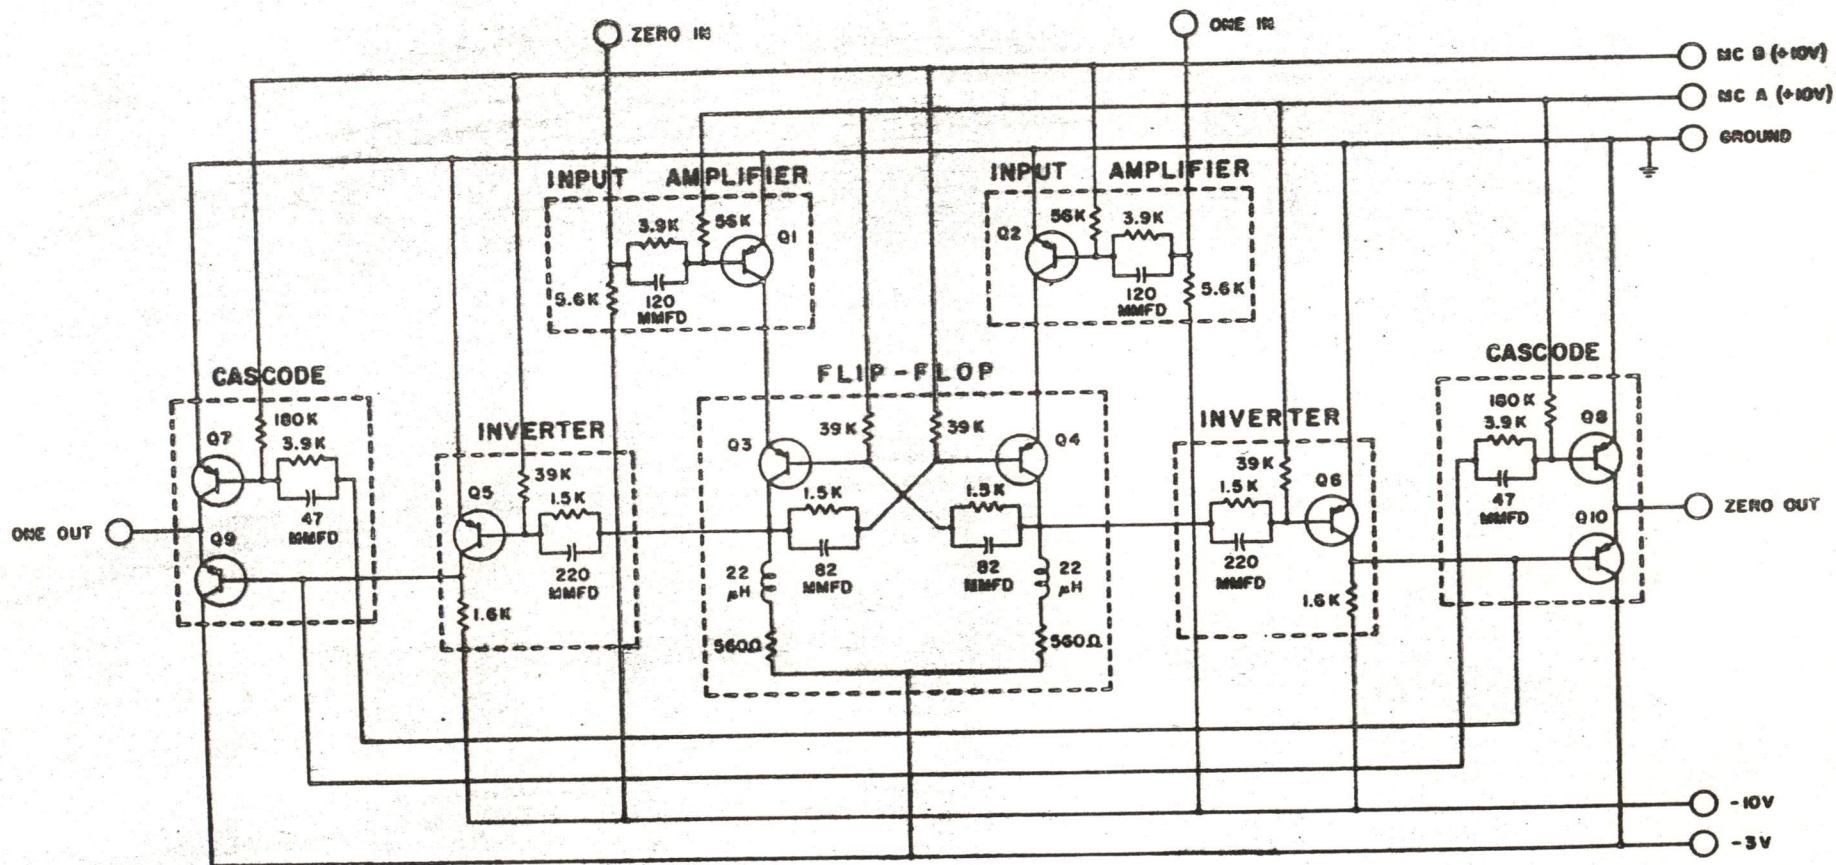 ZERO IN
ONE IN
MC B (+10V)
MC A (+10V)
GROUND
INPUT AMPLIFIER
INPUT AMPLIFIER
3.9K
56K
Q1
5.6K
120
MMFD
Q2
56K
3.9K
5.6K
120
MMFD
CASCODE
FLIP-FLOP
CASCODE
Q7
180K
3.9K
47
MMFD
Q9
ONE OUT
INVERTER
39K
Q5
1.5K
220
MMFD
1.6K
Q3
39K
39K
Q4
1.5K
1.5K
82
MMFD
82
MMFD
22
µH
22
µH
560Ω
560Ω
INVERTER
39K
1.5K
Q6
220
MMFD
1.6K
180K
3.9K
Q8
47
MMFD
Q10
ZERO OUT
-10V
-3V